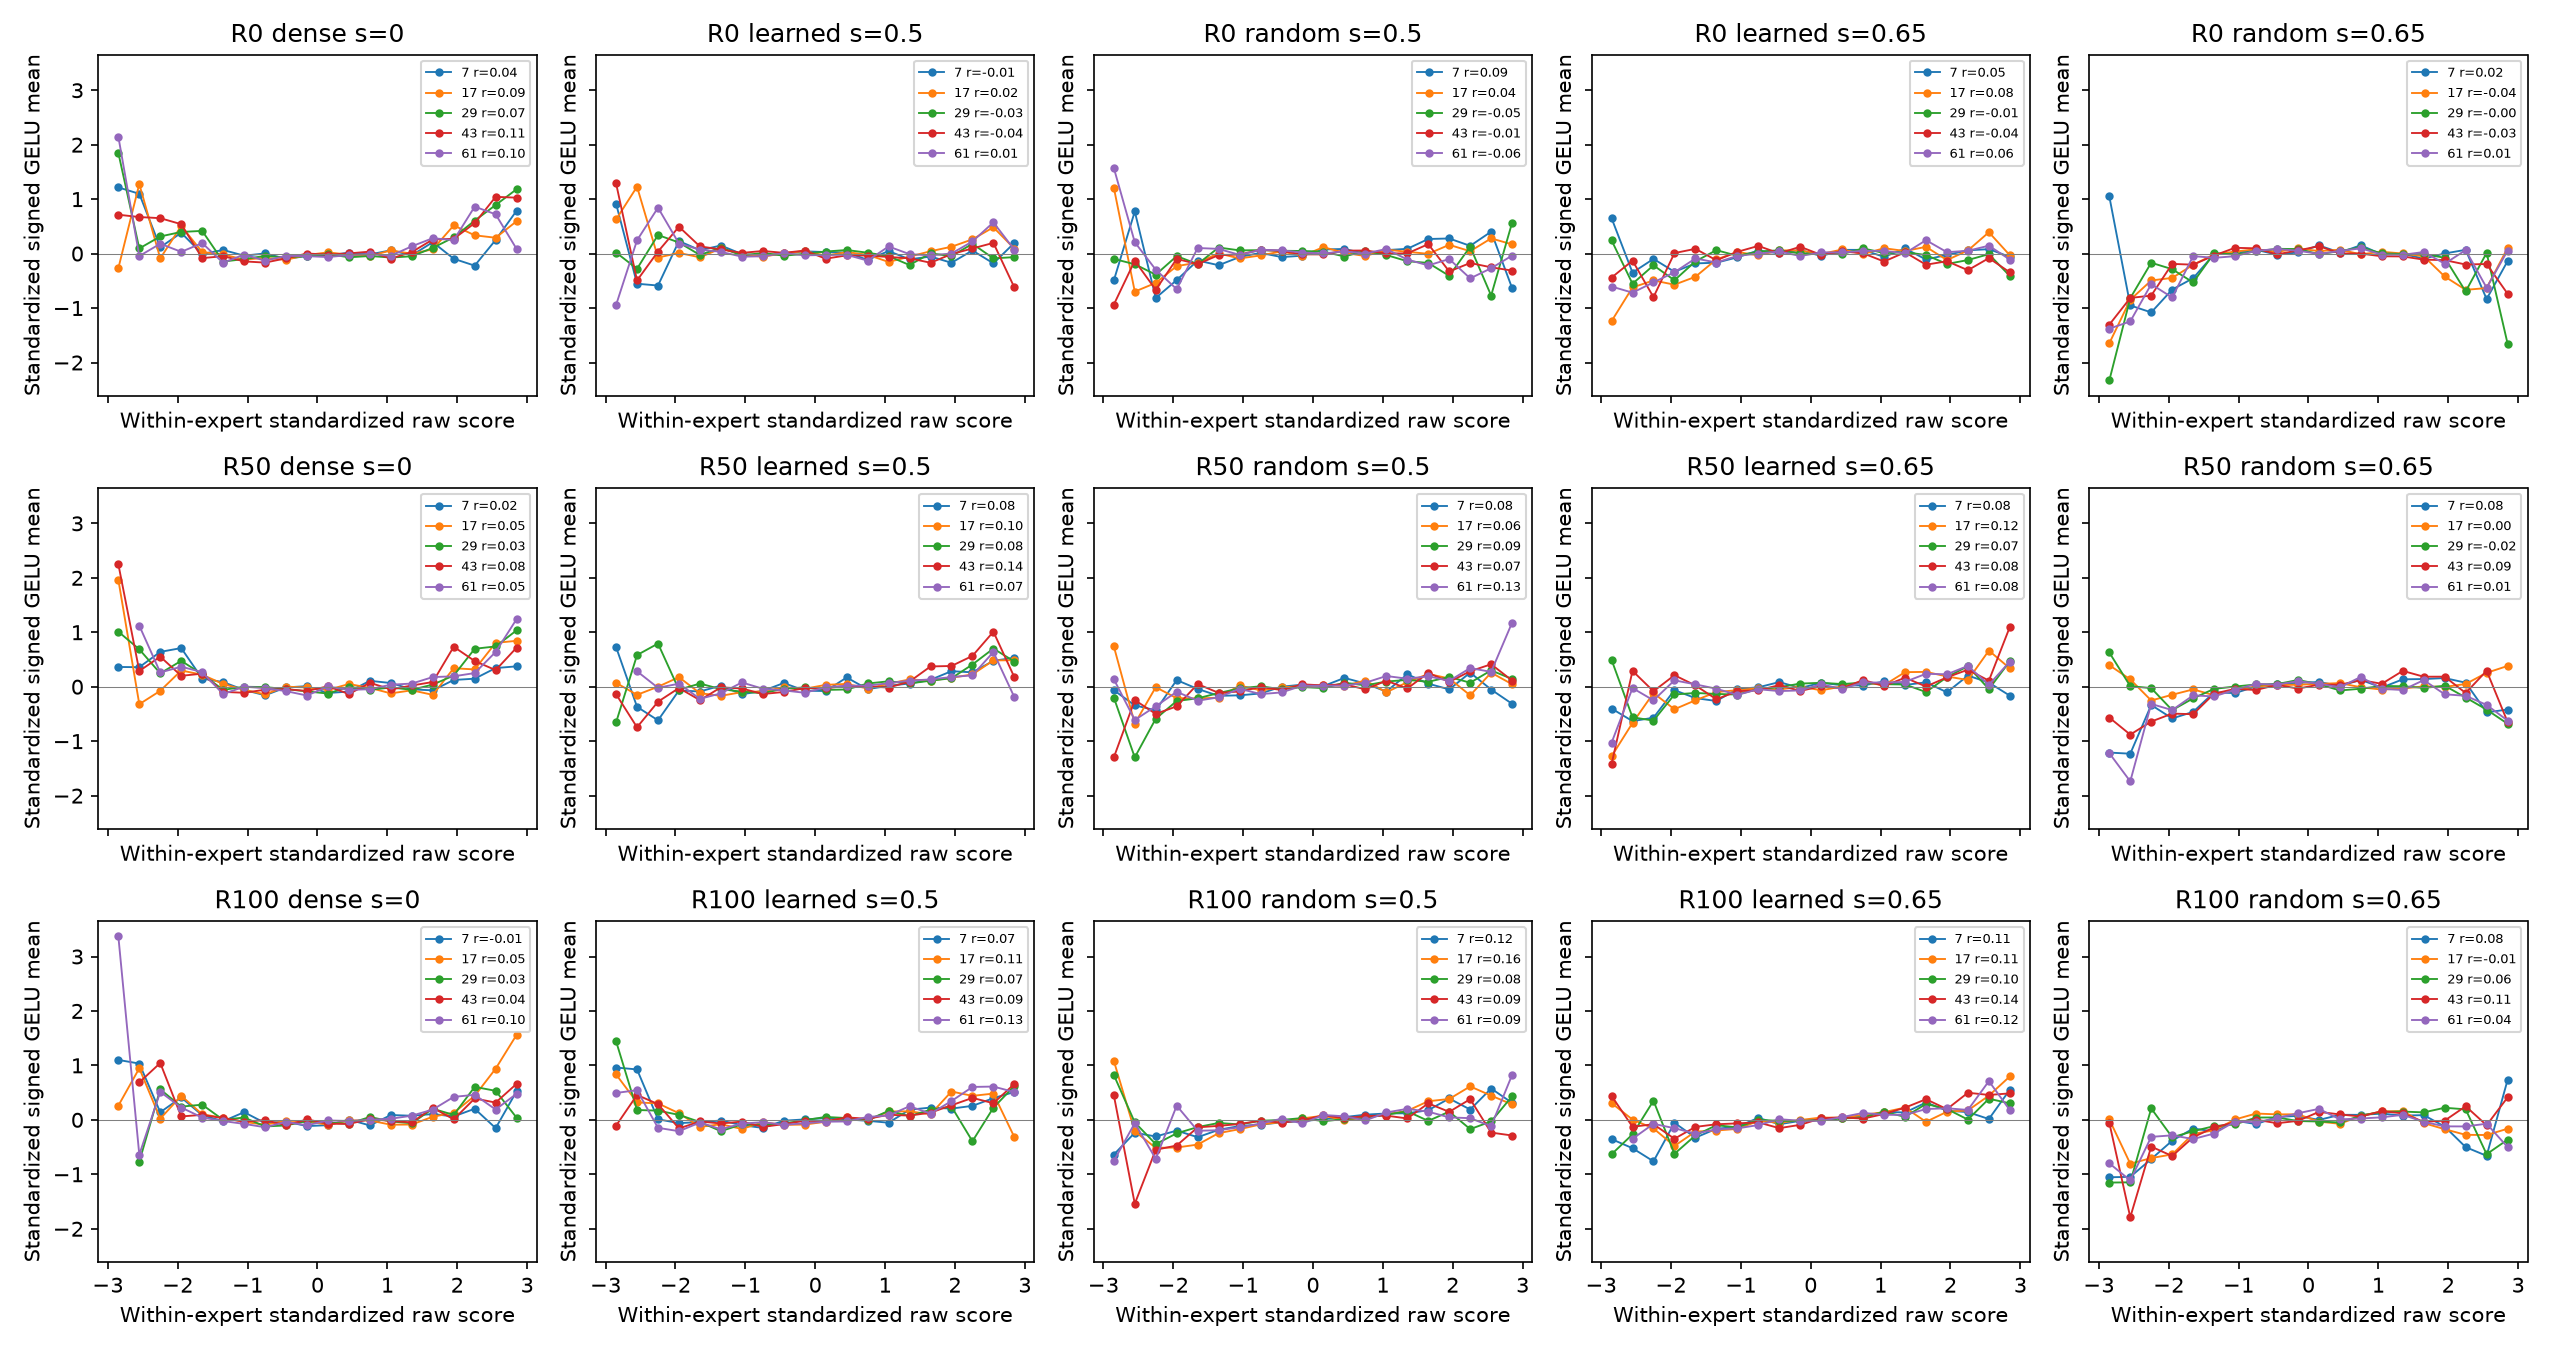 R0 dense s=0
R0 learned s=0.5
R0 random s=0.5
R0 learned s=0.65
R0 random s=0.65
Standardized signed GELU mean
3
2
1
0
−1
−2
7 r=0.04
17 r=0.09
29 r=0.07
43 r=0.11
61 r=0.10
Within-expert standardized raw score
Standardized signed GELU mean
7 r=-0.01
17 r=0.02
29 r=-0.03
43 r=-0.04
61 r=0.01
Within-expert standardized raw score
Standardized signed GELU mean
7 r=0.09
17 r=0.04
29 r=-0.05
43 r=-0.01
61 r=-0.06
Within-expert standardized raw score
Standardized signed GELU mean
7 r=0.05
17 r=0.08
29 r=-0.01
43 r=-0.04
61 r=0.06
Within-expert standardized raw score
Standardized signed GELU mean
7 r=0.02
17 r=-0.04
29 r=-0.00
43 r=-0.03
61 r=0.01
Within-expert standardized raw score
R50 dense s=0
R50 learned s=0.5
R50 random s=0.5
R50 learned s=0.65
R50 random s=0.65
Standardized signed GELU mean
3
2
1
0
−1
−2
7 r=0.02
17 r=0.05
29 r=0.03
43 r=0.08
61 r=0.05
Within-expert standardized raw score
Standardized signed GELU mean
7 r=0.08
17 r=0.10
29 r=0.08
43 r=0.14
61 r=0.07
Within-expert standardized raw score
Standardized signed GELU mean
7 r=0.08
17 r=0.06
29 r=0.09
43 r=0.07
61 r=0.13
Within-expert standardized raw score
Standardized signed GELU mean
7 r=0.08
17 r=0.12
29 r=0.07
43 r=0.08
61 r=0.08
Within-expert standardized raw score
Standardized signed GELU mean
7 r=0.08
17 r=0.00
29 r=-0.02
43 r=0.09
61 r=0.01
Within-expert standardized raw score
R100 dense s=0
R100 learned s=0.5
R100 random s=0.5
R100 learned s=0.65
R100 random s=0.65
Standardized signed GELU mean
3
2
1
0
−1
−2
7 r=-0.01
17 r=0.05
29 r=0.03
43 r=0.04
61 r=0.10
−3 −2 −1 0 1 2 3
Within-expert standardized raw score
Standardized signed GELU mean
7 r=0.07
17 r=0.11
29 r=0.07
43 r=0.09
61 r=0.13
−3 −2 −1 0 1 2 3
Within-expert standardized raw score
Standardized signed GELU mean
7 r=0.12
17 r=0.16
29 r=0.08
43 r=0.09
61 r=0.09
−3 −2 −1 0 1 2 3
Within-expert standardized raw score
Standardized signed GELU mean
7 r=0.11
17 r=0.11
29 r=0.10
43 r=0.14
61 r=0.12
−3 −2 −1 0 1 2 3
Within-expert standardized raw score
Standardized signed GELU mean
7 r=0.08
17 r=-0.01
29 r=0.06
43 r=0.11
61 r=0.04
−3 −2 −1 0 1 2 3
Within-expert standardized raw score